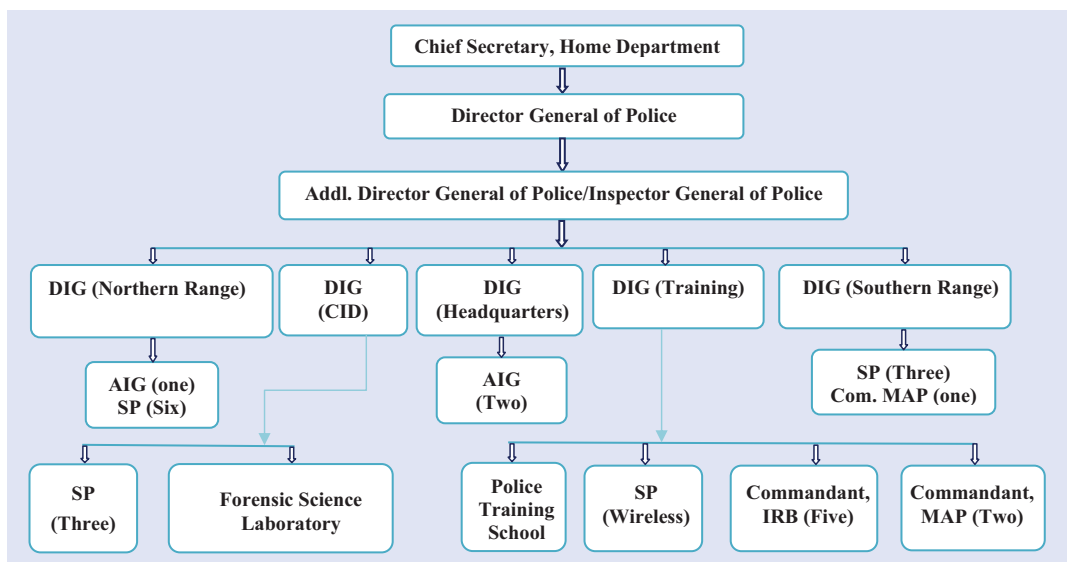 Chief Secretary, Home Department
Director General of Police
Addl. Director General of Police/Inspector General of Police
DIG (Northern Range)
DIG
(CID)
DIG
(Headquarters)
DIG (Training)
DIG (Southern Range)
AIG (one)
SP (Six)
AIG
(Two)
SP (Three)
Com. MAP (one)
SP
(Three)
Forensic Science
Laboratory
Police
Training
School
SP
(Wireless)
Commandant,
IRB (Five)
Commandant,
MAP (Two)